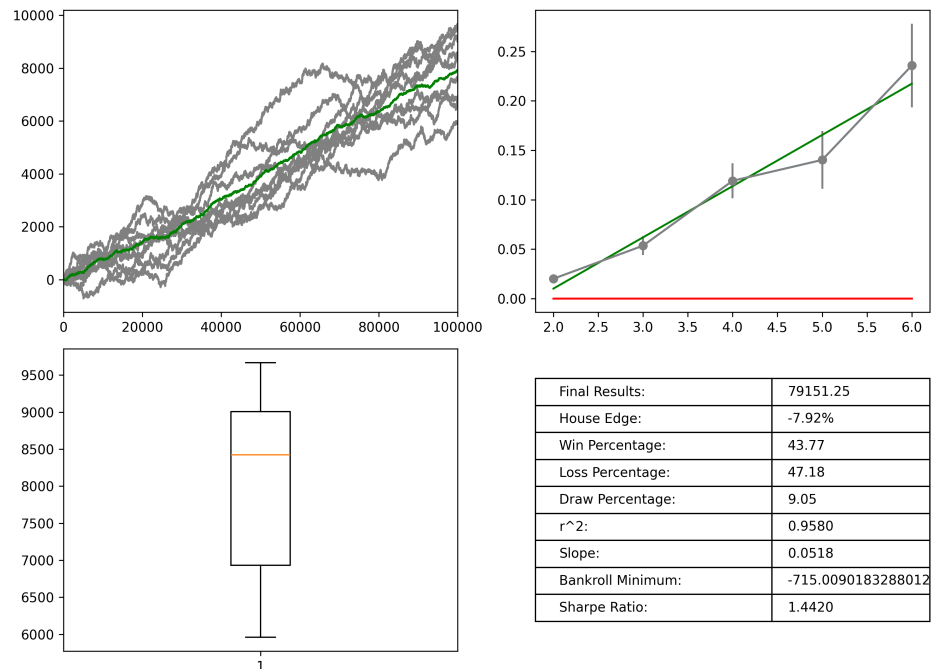 10000
8000
6000
4000
2000
0
0 20000 40000 60000 80000 100000
0.25
0.20
0.15
0.10
0.05
0.00
2.0 2.5 3.0 3.5 4.0 4.5 5.0 5.5 6.0
9500
9000
8500
8000
7500
7000
6500
6000
1
Final Results: 79151.25
House Edge: -7.92%
Win Percentage: 43.77
Loss Percentage: 47.18
Draw Percentage: 9.05
r^2: 0.9580
Slope: 0.0518
Bankroll Minimum: -715.0090183288012
Sharpe Ratio: 1.4420